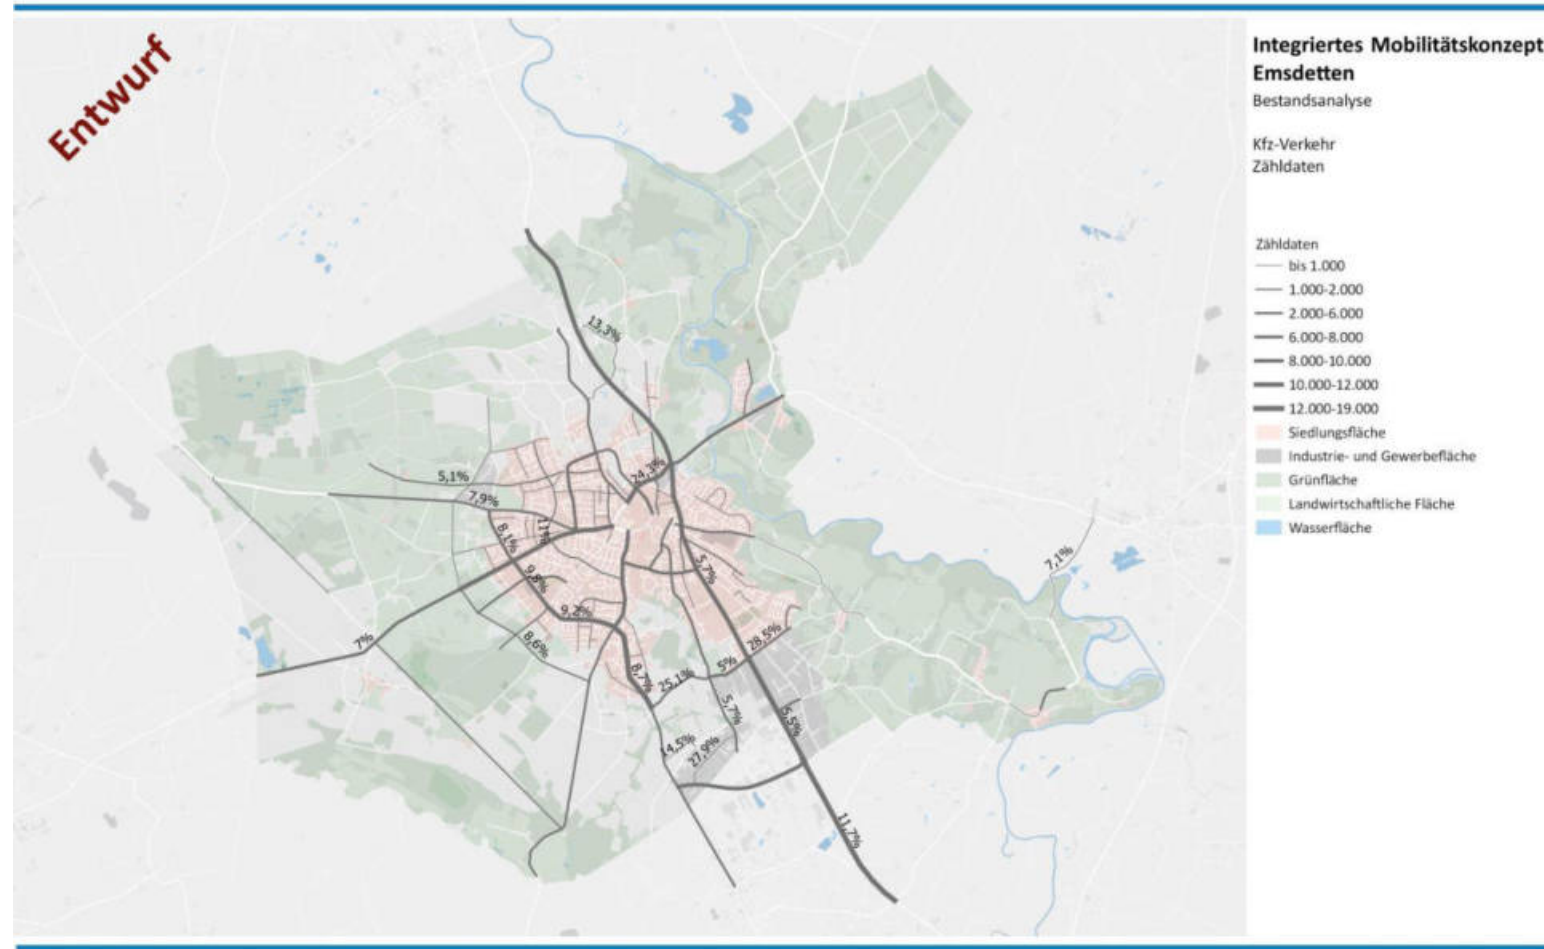 Entwurf
Integriertes Mobilitätskonzept
Emsdetten
Bestandsanalyse
Kfz-Verkehr
Zähldaten
Zähldaten
bis 1.000
1.000-2.000
2.000-6.000
6.000-8.000
8.000-10.000
10.000-12.000
12.000-19.000
Siedlungsfläche
Industrie- und Gewerbefläche
Grünfläche
Landwirtschaftliche Fläche
Wasserfläche
13,3%
24,3%
5,1%
7,9%
11%
8,1%
9,8%
9,2%
8,6%
7%
5,7%
7,1%
28,5%
5%
25,1%
8,7%
5,7%
5,5%
14,5%
27,9%
11,7%